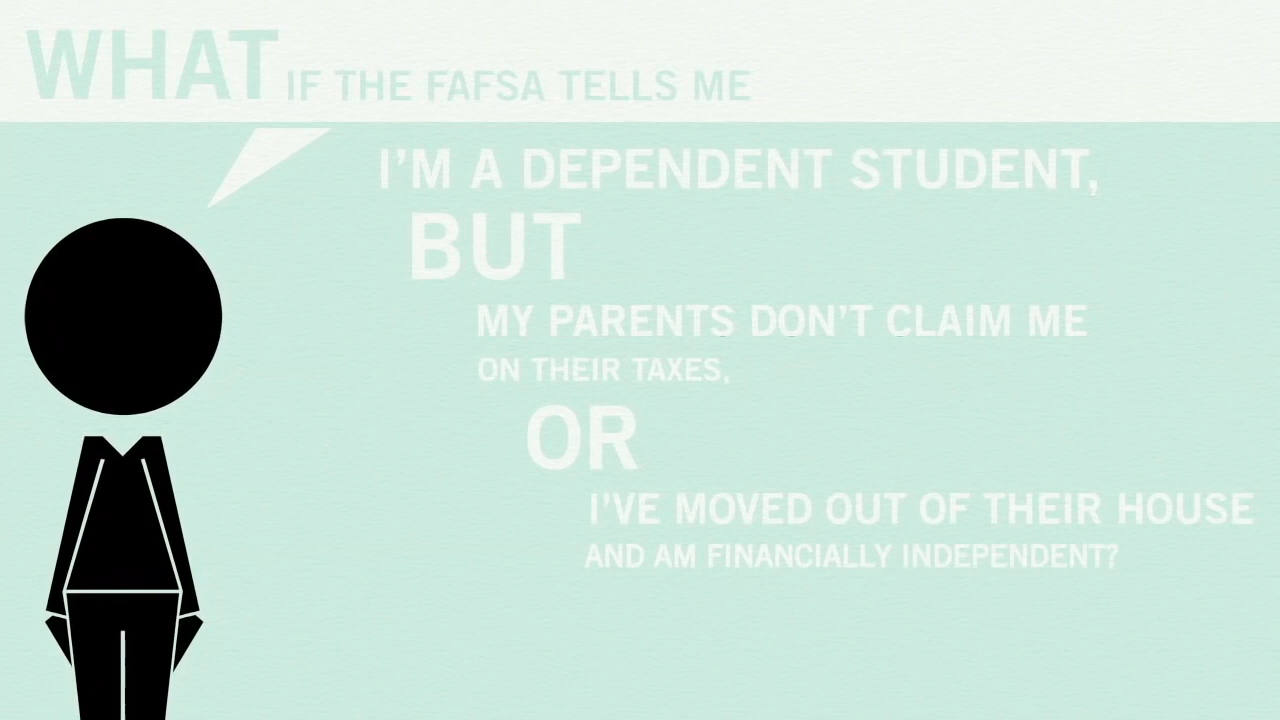 WHAT IF THE FAFSA TELLS ME
I'M A DEPENDENT STUDENT,
BUT
MY PARENTS DON'T CLAIM ME
ON THEIR TAXES,
OR
I'VE MOVED OUT OF THEIR HOUSE
AND AM FINANCIALLY INDEPENDENT?